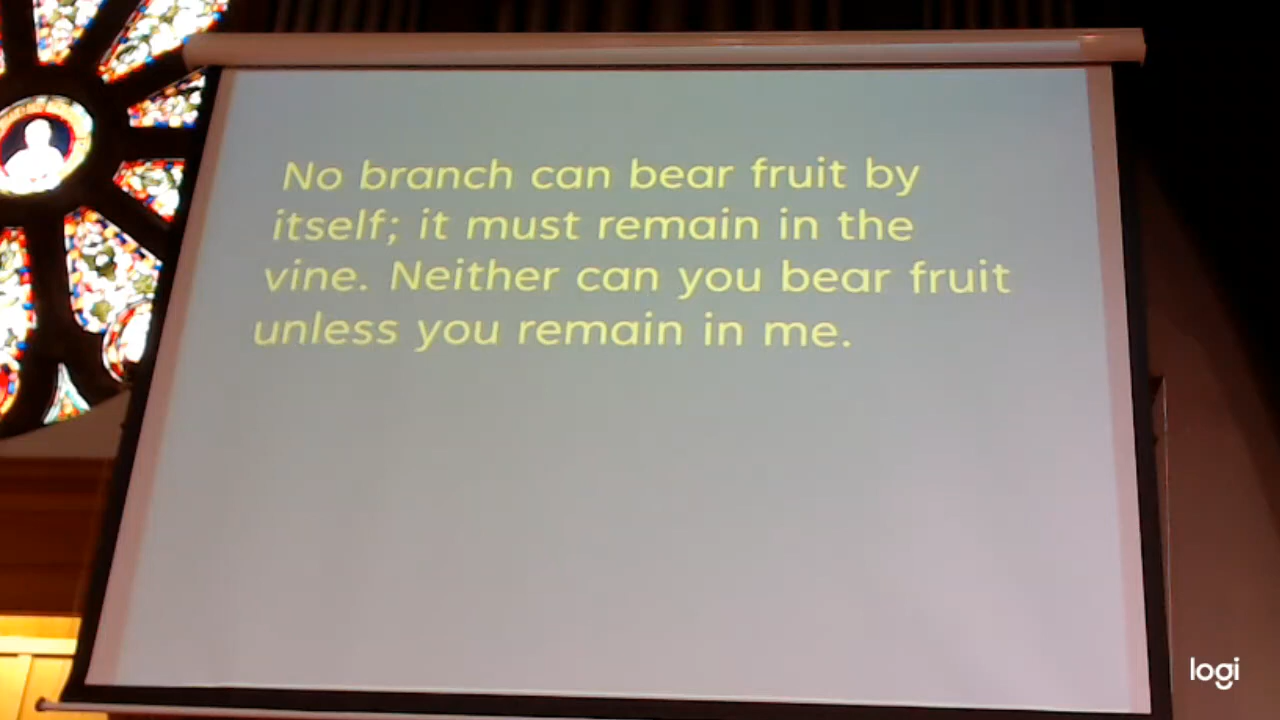 No branch can bear fruit by
itself; it must remain in the
vine. Neither can you bear fruit
unless you remain in me.
logi